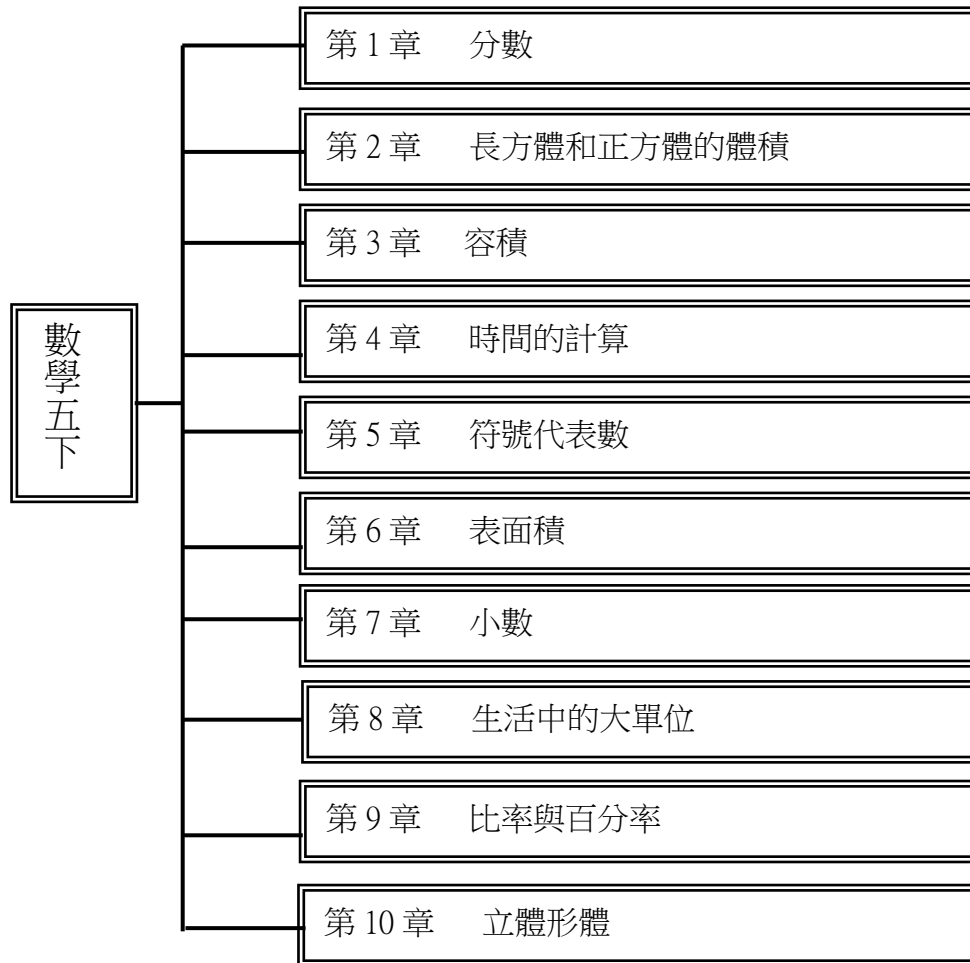 數學五下
第 1 章 分數
第 2 章 長方體和正方體的體積
第 3 章 容積
第 4 章 時間的計算
第 5 章 符號代表數
第 6 章 表面積
第 7 章 小數
第 8 章 生活中的大單位
第 9 章 比率與百分率
第 10 章 立體形體